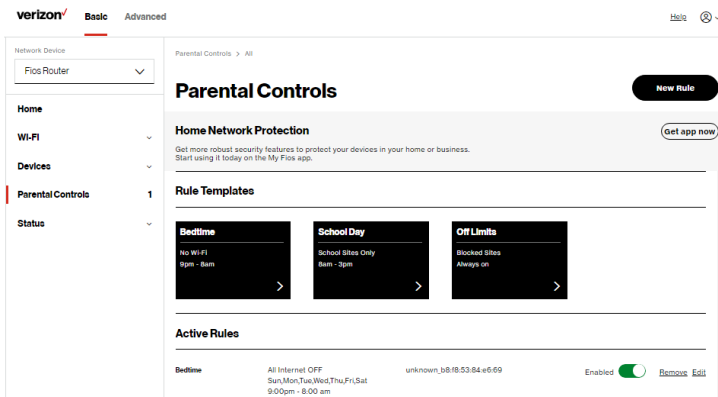 verizon
Basic
Advanced
Help
Network Device
Fios Router
Home
Wi-Fi
Devices
Parental Controls 1
Status
Parental Controls > All
Parental Controls
New Rule
Home Network Protection
Get more robust security features to protect your devices in your home or business.
Start using it today on the My Fios app.
Get app now
Rule Templates
Bedtime
No Wi-Fi
9pm - 8am
School Day
School Sites Only
8am - 3pm
Off Limits
Blocked Sites
Always on
Active Rules
Bedtime
All Internet OFF
Sun,Mon,Tue,Wed,Thu,Fri,Sat
9:00pm - 8:00 am
unknown_b8:f8:53:84:e6:69
Enabled
Remove Edit